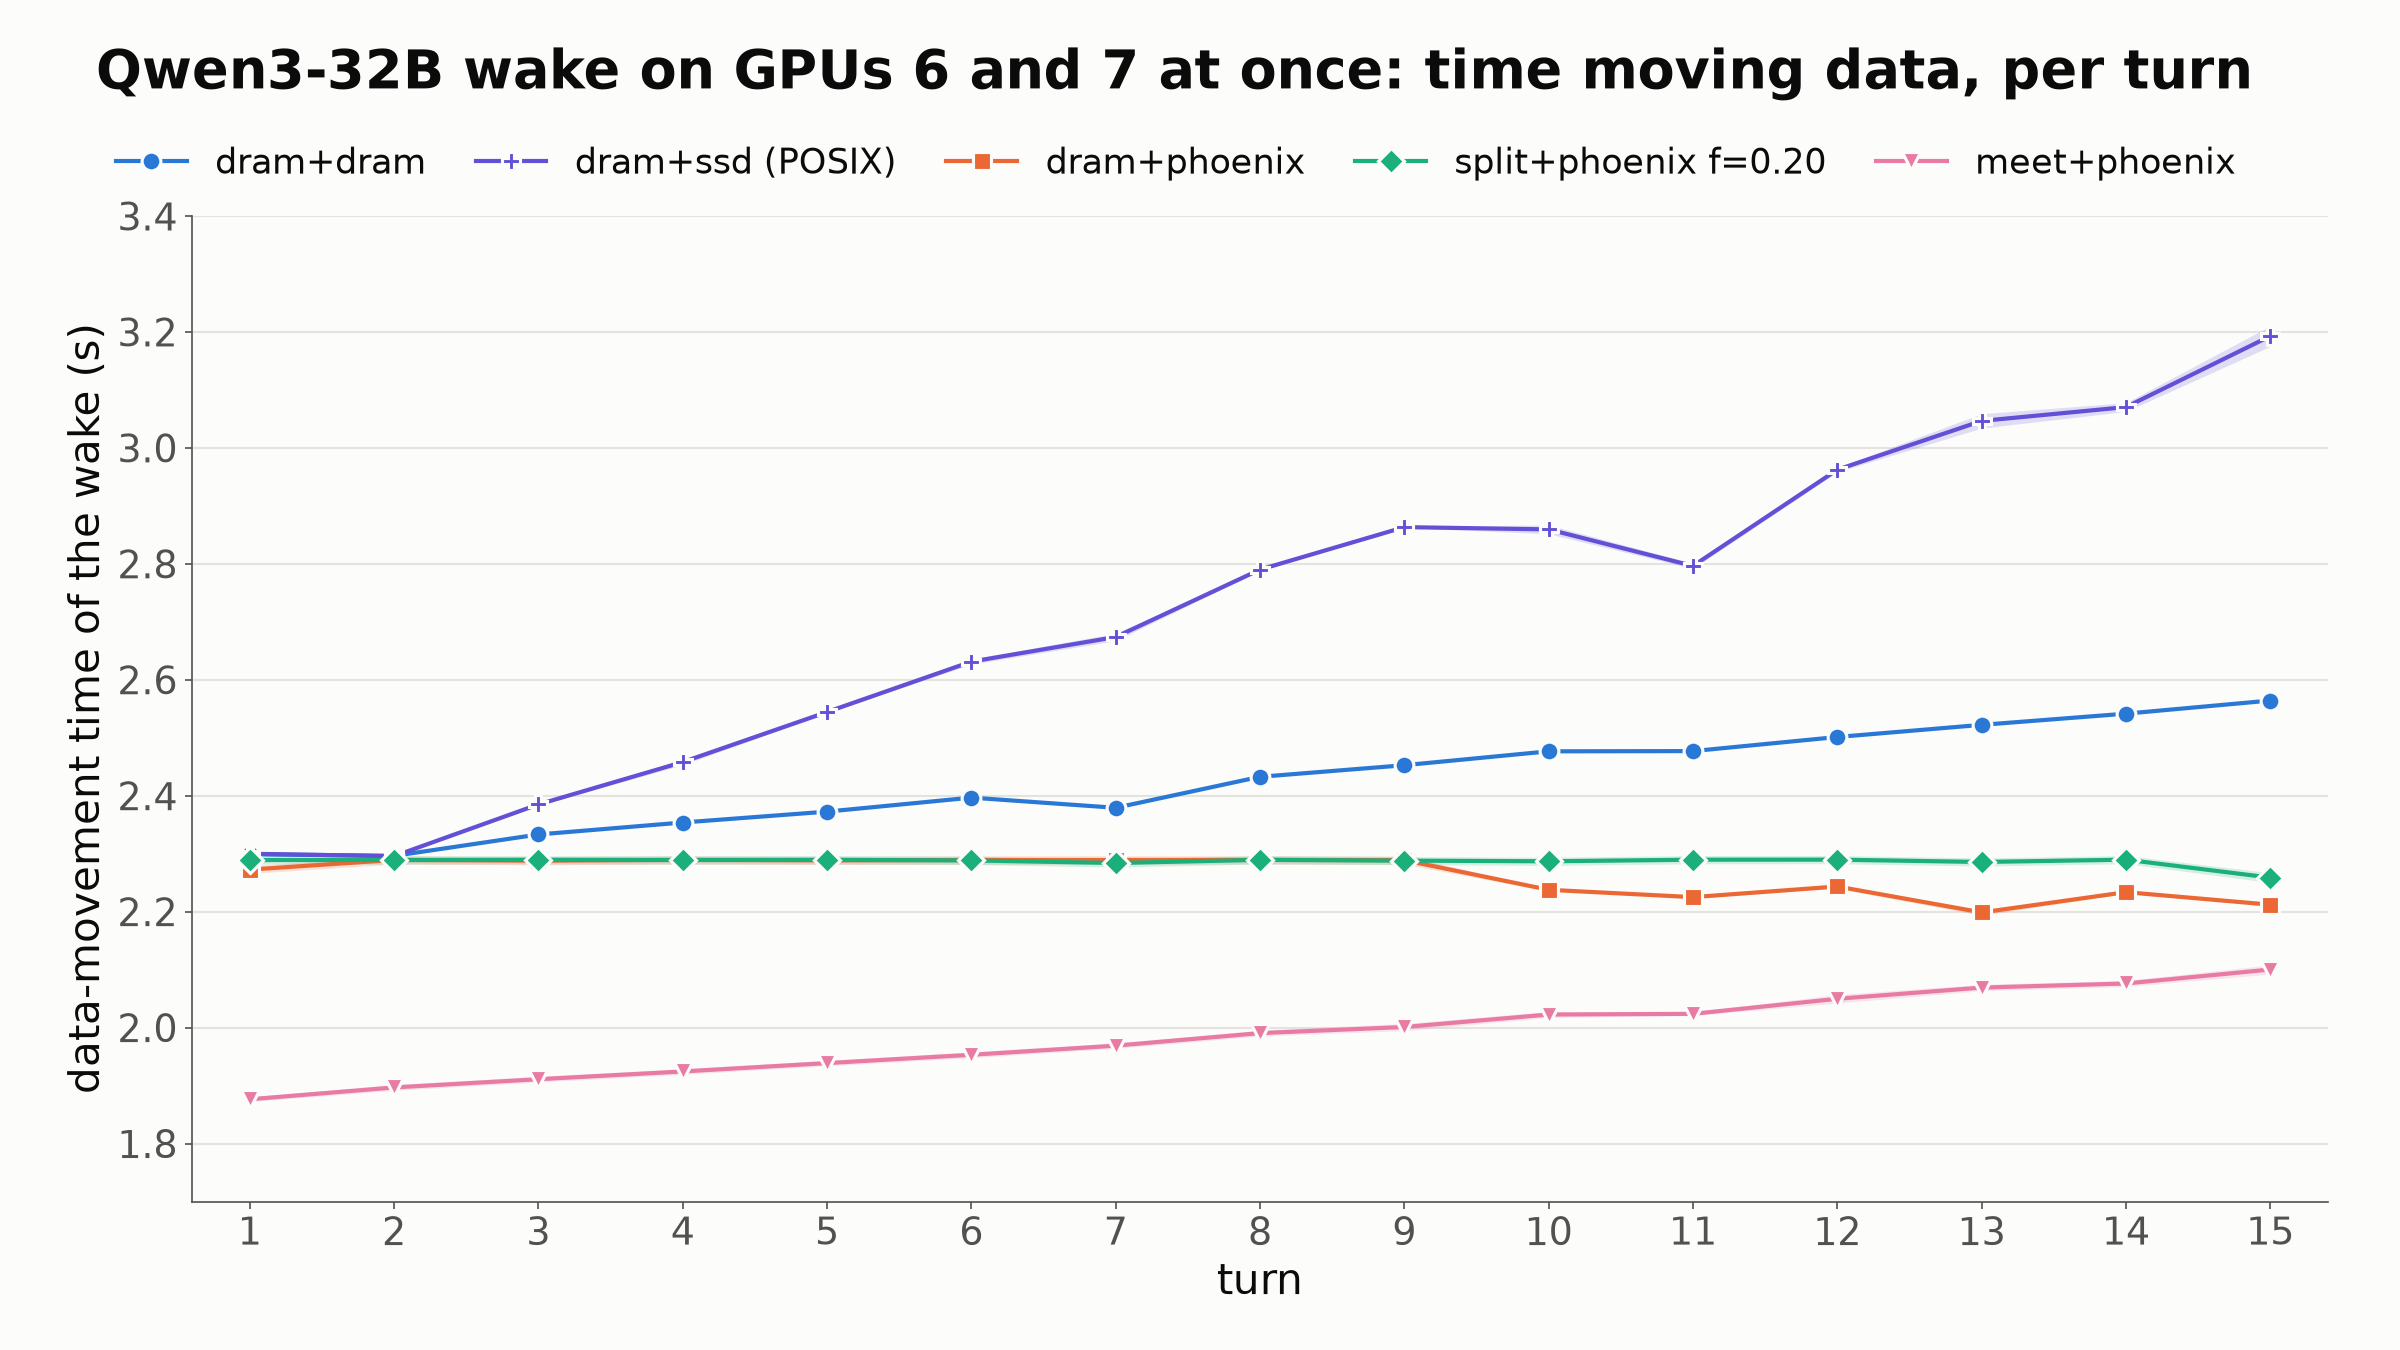 Qwen3-32B wake on GPUs 6 and 7 at once: time moving data, per turn
dram+dram dram+ssd (POSIX) dram+phoenix split+phoenix f=0.20 meet+phoenix
data-movement time of the wake (s)
3.4
3.2
3.0
2.8
2.6
2.4
2.2
2.0
1.8
1 2 3 4 5 6 7 8 9 10 11 12 13 14 15
turn